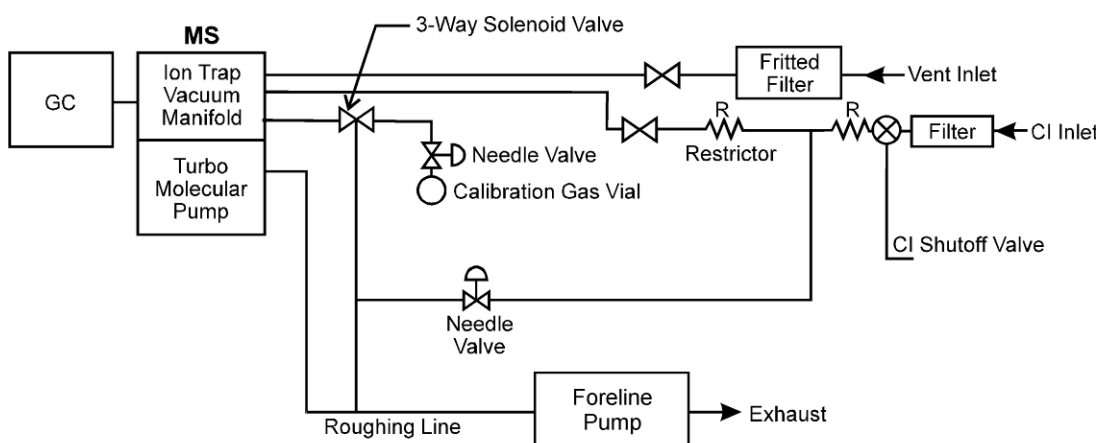 3-Way Solenoid Valve
MS
GC
Ion Trap
Vacuum
Manifold
Fritted
Filter
Vent Inlet
R
R
Restrictor
Filter
CI Inlet
Needle Valve
Calibration Gas Vial
Turbo
Molecular
Pump
CI Shutoff Valve
Needle
Valve
Roughing Line
Foreline
Pump
Exhaust